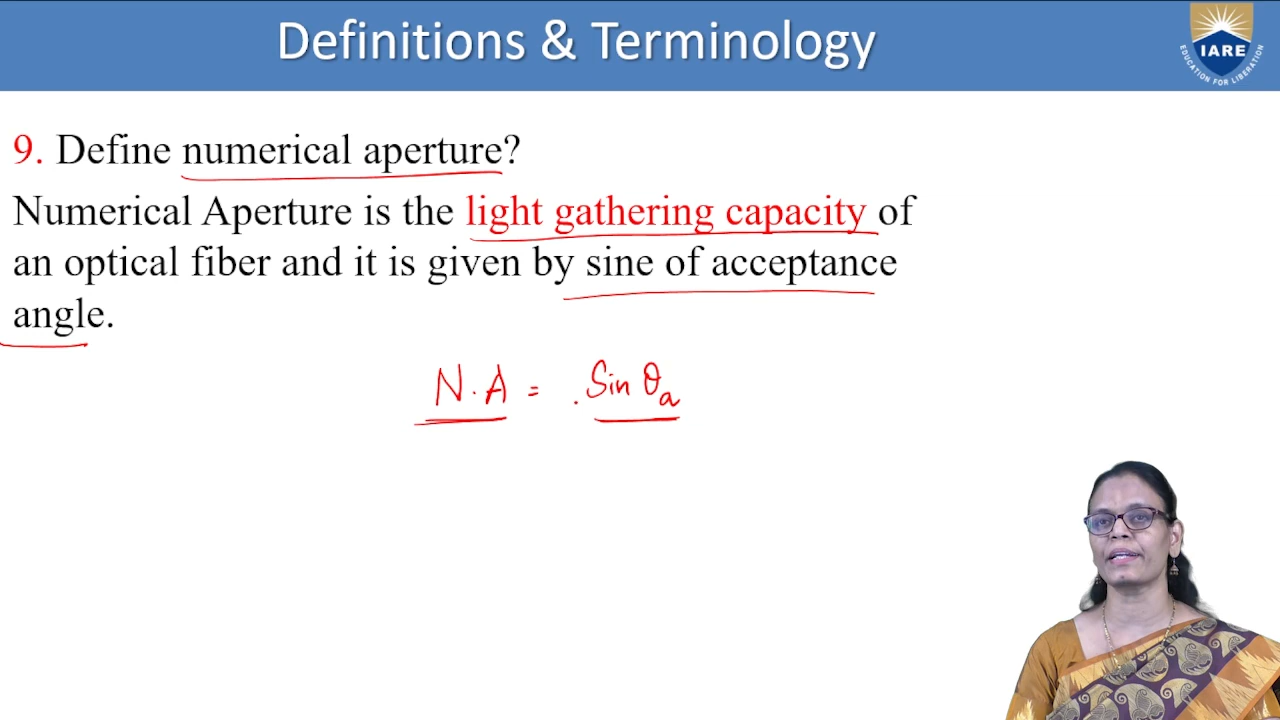 Definitions & Terminology
IARE
EDUCATION FOR LIBERATION
9. Define numerical aperture?
Numerical Aperture is the light gathering capacity of
an optical fiber and it is given by sine of acceptance
angle.
N.A = Sin θa